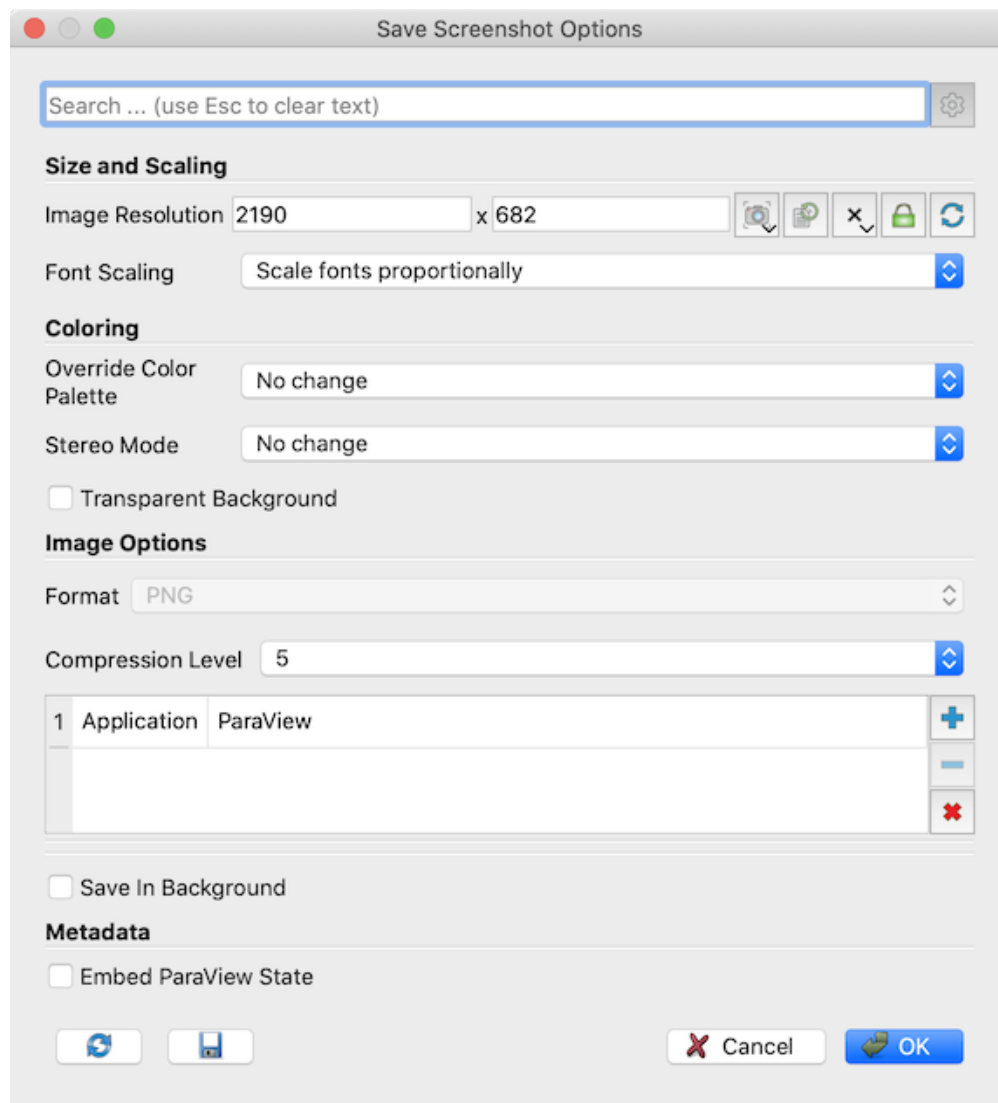 Save Screenshot Options
Search ... (use Esc to clear text)
Size and Scaling
Image Resolution 2190 x 682
Font Scaling Scale fonts proportionally
Coloring
Override Color
Palette No change
Stereo Mode No change
Transparent Background
Image Options
Format PNG
Compression Level 5
1 Application ParaView
Save In Background
Metadata
Embed ParaView State
Cancel OK